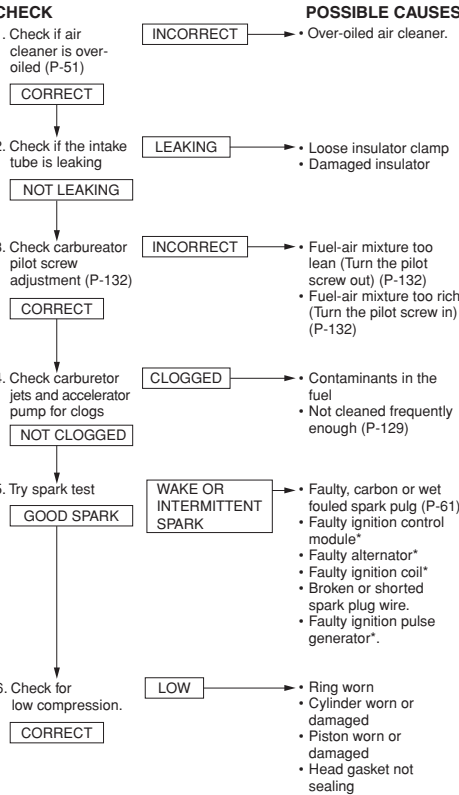 CHECK
POSSIBLE CAUSES
1. Check if air
cleaner is over-
oiled (P-51)
INCORRECT
• Over-oiled air cleaner.
CORRECT
2. Check if the intake
tube is leaking
LEAKING
• Loose insulator clamp
• Damaged insulator
NOT LEAKING
3. Check carbureator
pilot screw
adjustment (P-132)
INCORRECT
• Fuel-air mixture too
lean (Turn the pilot
screw out) (P-132)
• Fuel-air mixture too rich
(Turn the pilot screw in)
(P-132)
CORRECT
4. Check carburetor
jets and accelerator
pump for clogs
CLOGGED
• Contaminants in the
fuel
• Not cleaned frequently
enough (P-129)
NOT CLOGGED
5. Try spark test
WAKE OR
INTERMITTENT
SPARK
• Faulty, carbon or wet
fouled spark pulg (P-61)
• Faulty ignition control
module*
• Faulty alternator*
• Faulty ignition coil*
• Broken or shorted
spark plug wire.
• Faulty ignition pulse
generator*.
GOOD SPARK
6. Check for
low compression.
LOW
• Ring worn
• Cylinder worn or
damaged
• Piston worn or
damaged
• Head gasket not
sealing
CORRECT